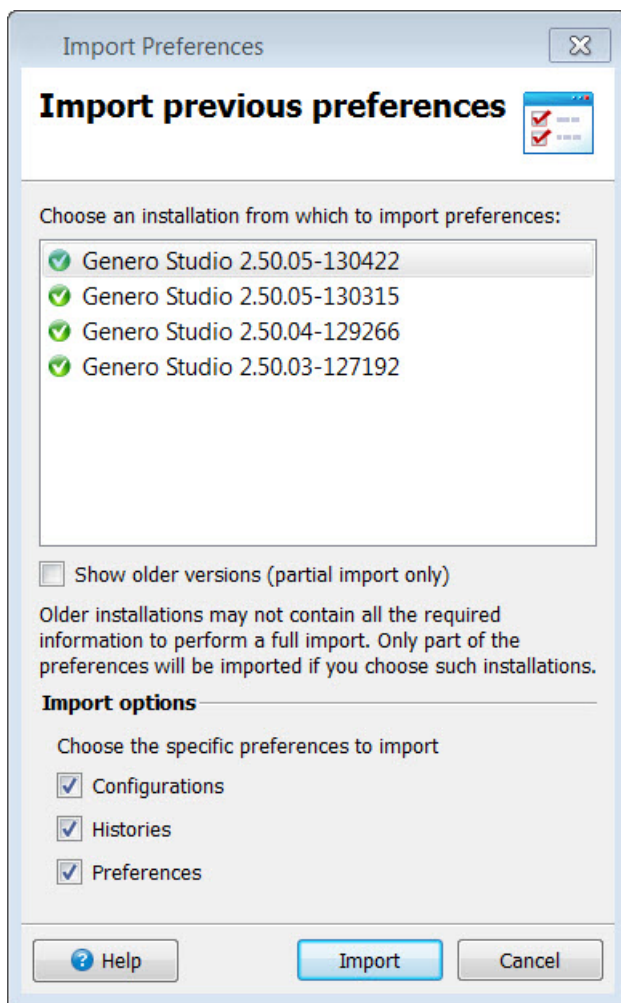 Import Preferences
Import previous preferences
Choose an installation from which to import preferences:
Genero Studio 2.50.05-130422
Genero Studio 2.50.05-130315
Genero Studio 2.50.04-129266
Genero Studio 2.50.03-127192
Show older versions (partial import only)
Older installations may not contain all the required
information to perform a full import. Only part of the
preferences will be imported if you choose such installations.
Import options
Choose the specific preferences to import
Configurations
Histories
Preferences
Help
Import
Cancel